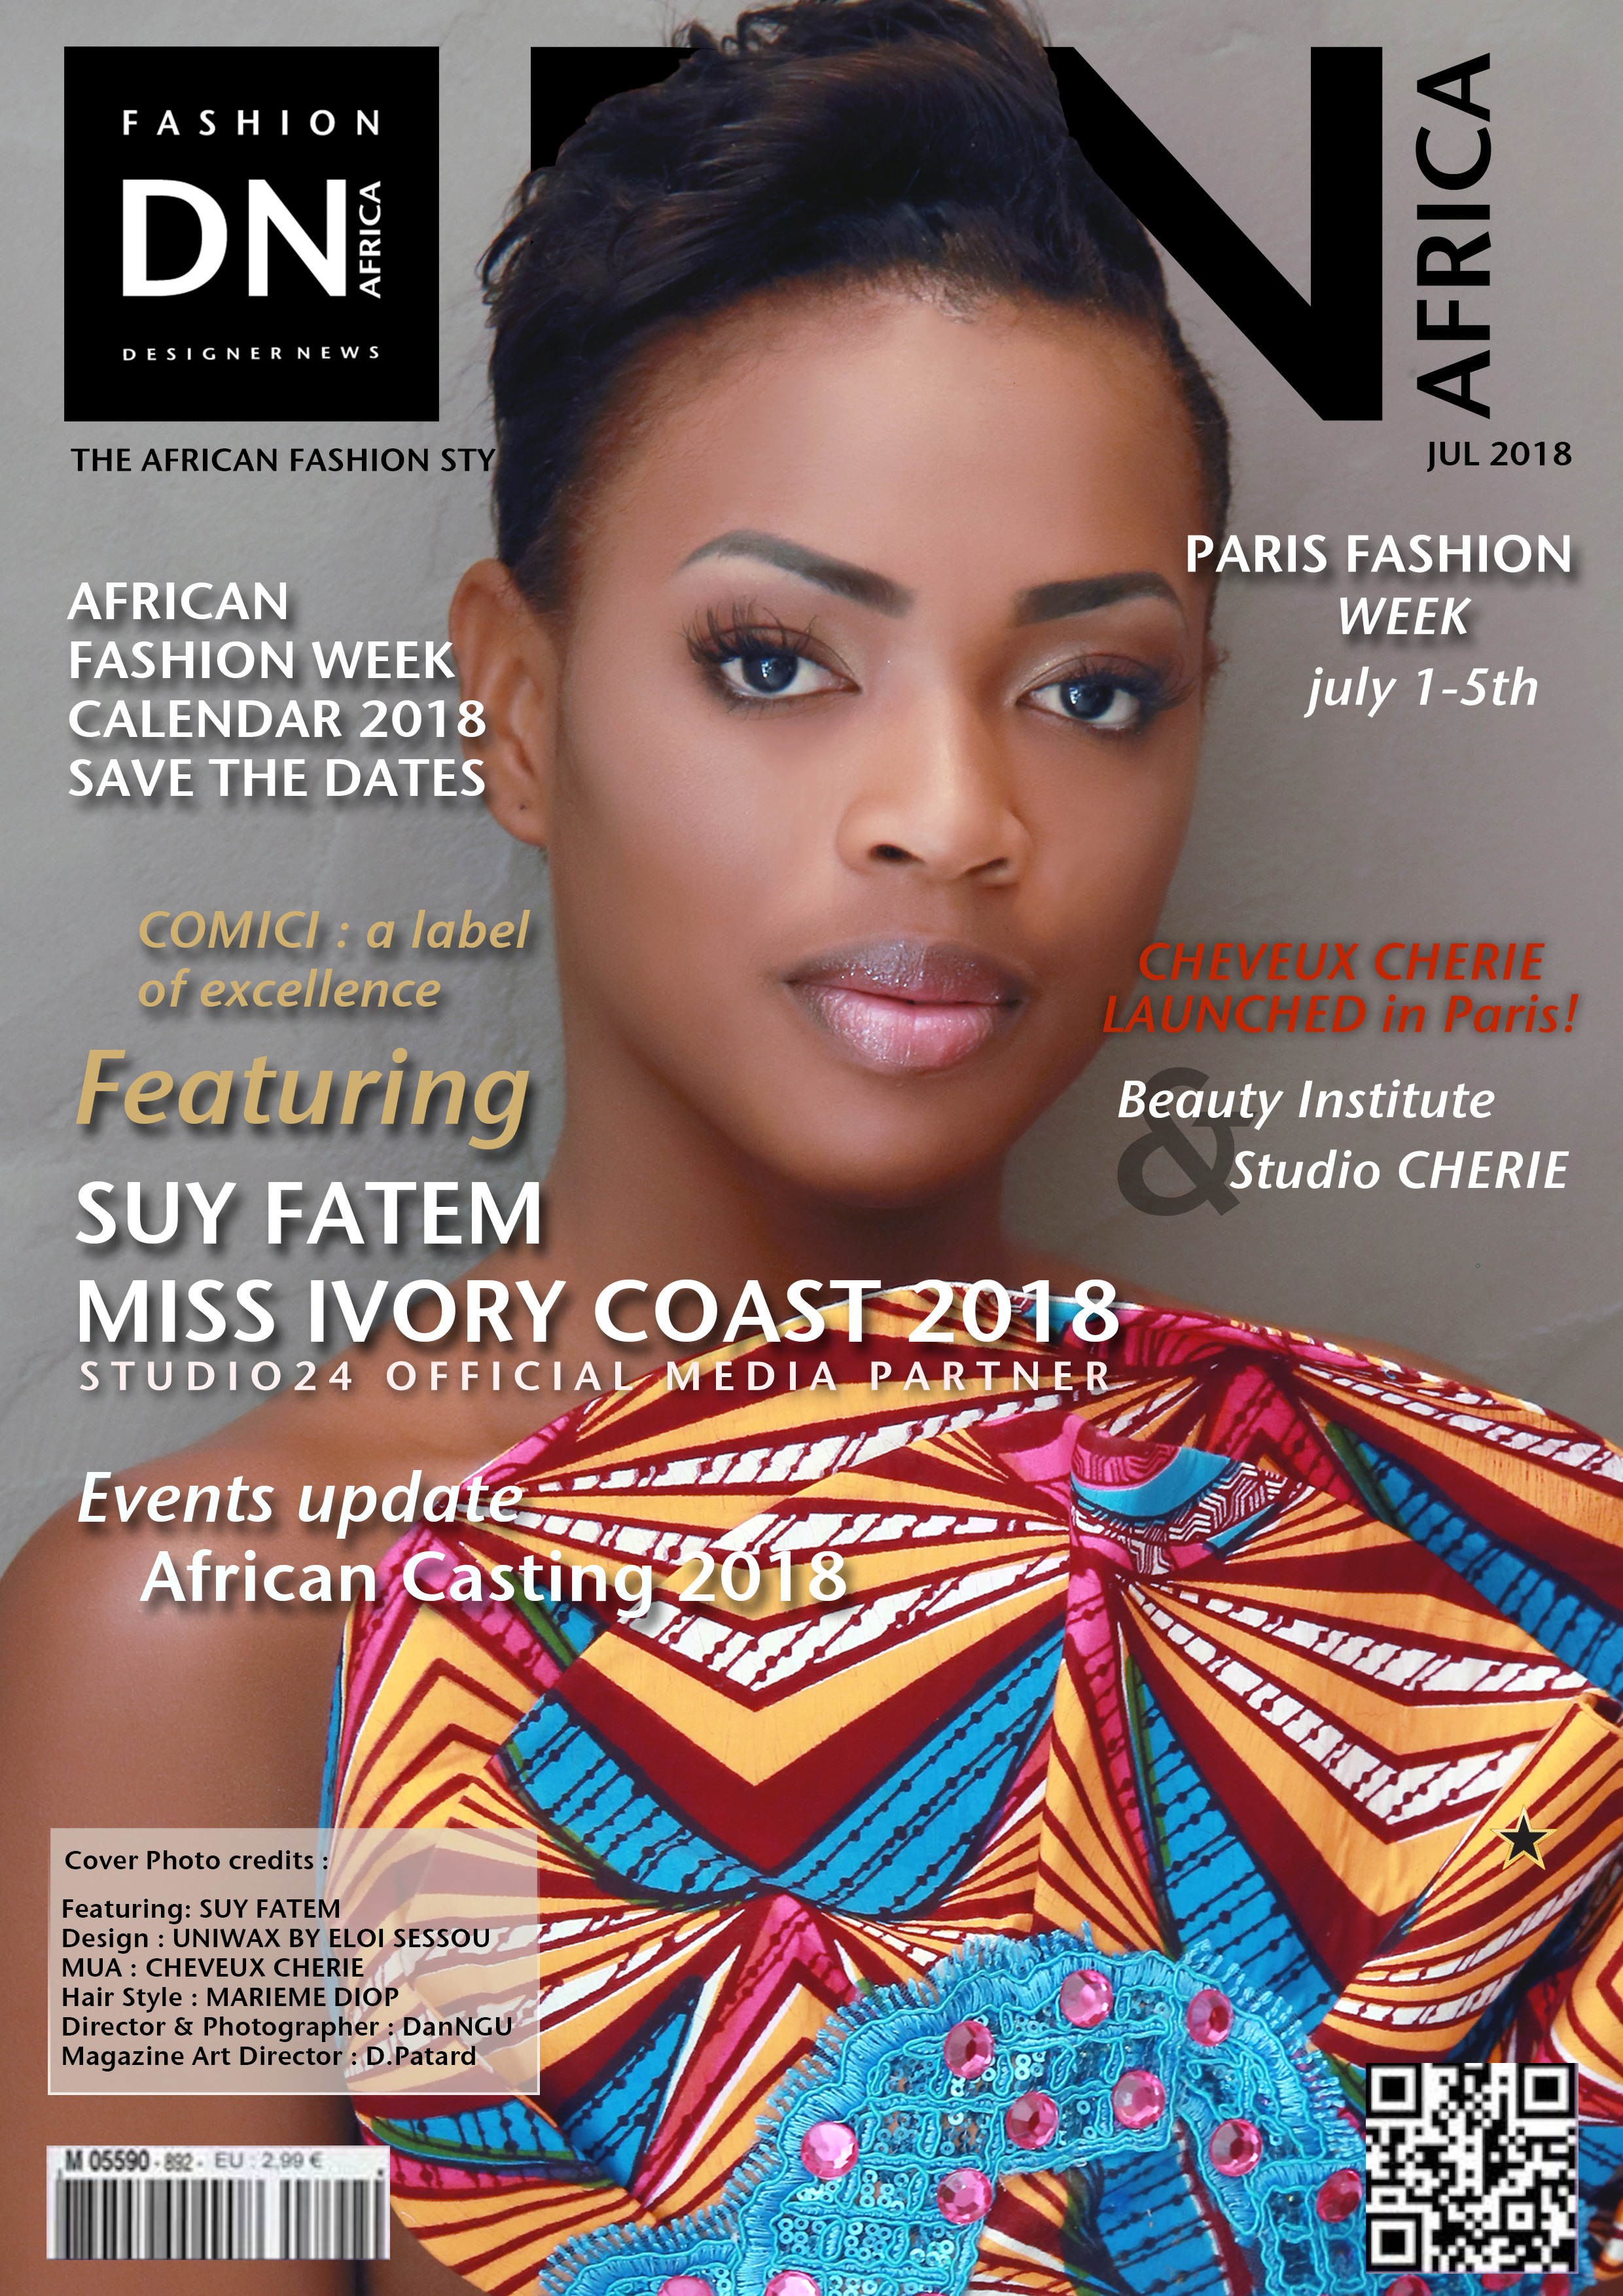 FASHION
DN
AFRICA
DESIGNER NEWS
N
AFRICA
THE AFRICAN FASHION STY
JUL 2018
AFRICAN
FASHION WEEK
CALENDAR 2018
SAVE THE DATES
PARIS FASHION
WEEK
july 1-5th
COMICI : a label
of excellence
CHEVEUX CHERIE
LAUNCHED in Paris!
Beauty Institute
&
Studio CHERIE
Featuring
SUY FATEM
MISS IVORY COAST 2018
STUDIO24 OFFICIAL MEDIA PARTNER
Events update
African Casting 2018
Cover Photo credits :
Featuring: SUY FATEM
Design : UNIWAX BY ELOI SESSOU
MUA : CHEVEUX CHERIE
Hair Style : MARIEME DIOP
Director & Photographer : DanNGU
Magazine Art Director : D.Patard
M 05590 - 892 - EU : 2,99 €